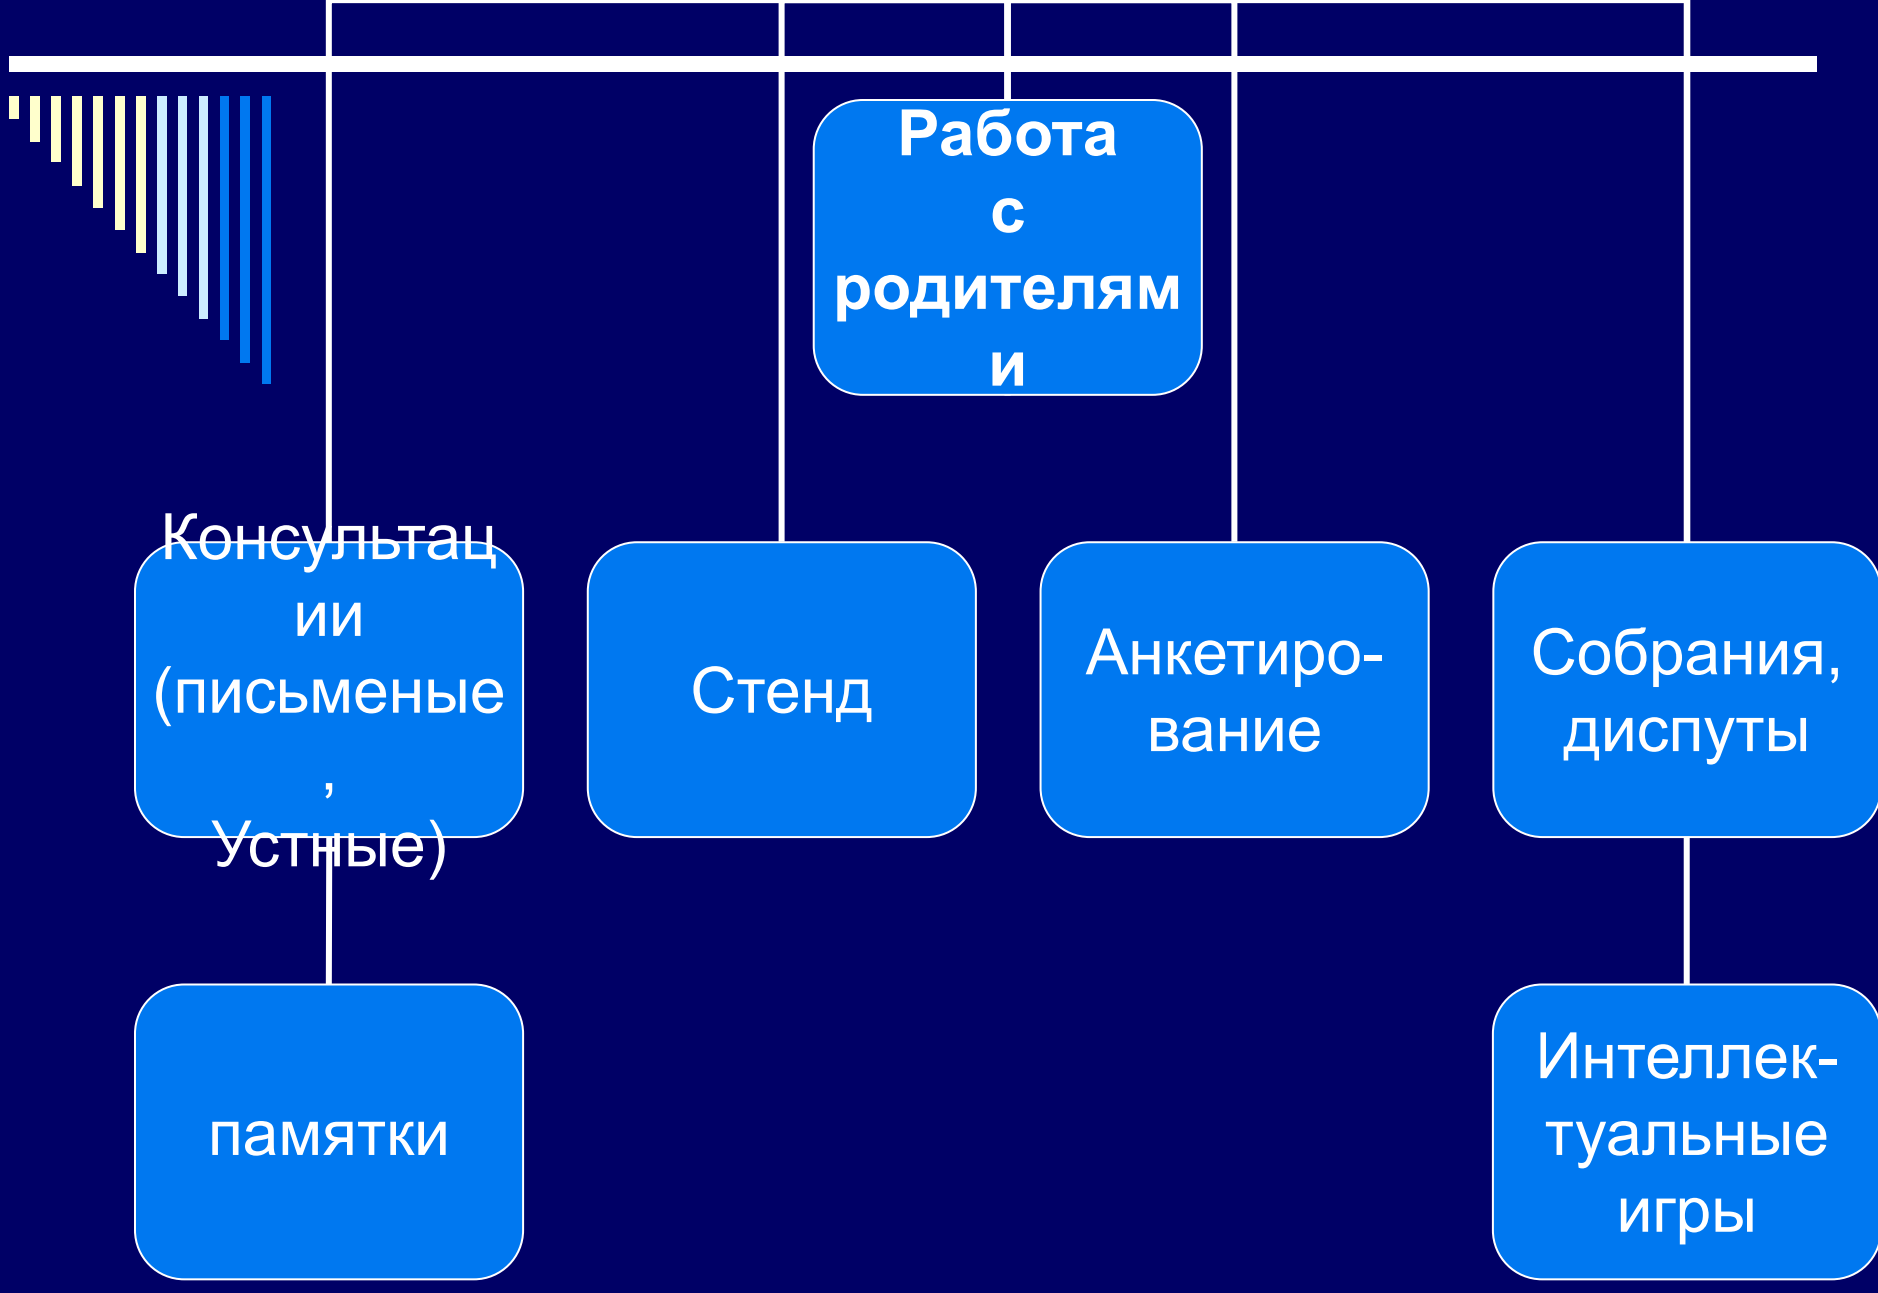 Работа
с
родителям
и
Консультац
ии
(письменые
,
Устные)
Стенд
Анкетиро-
вание
Собрания,
диспуты
памятки
Интеллек-
туальные
игры